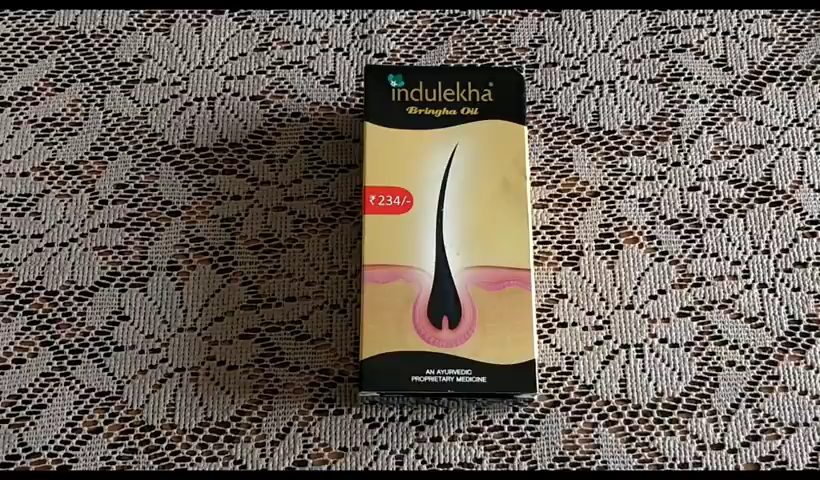 indulekha®
Bringha Oil
₹234/-
AN AYURVEDIC
PROPRIETARY MEDICINE